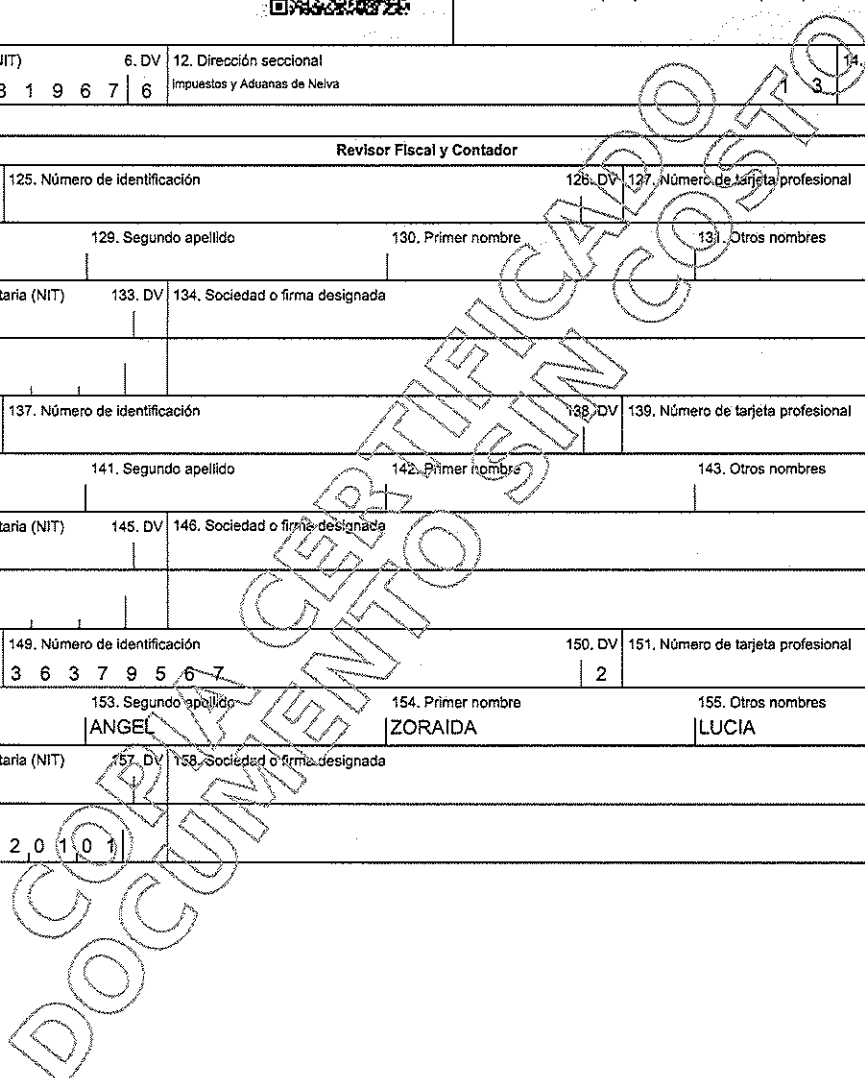 NIT) 6. DV 12. Dirección seccional 14.
3 1 9 6 7 6 Impuestos y Aduanas de Neiva 1 3
Revisor Fiscal y Contador
125. Número de identificación 126. DV 127. Número de tarjeta profesional
129. Segundo apellido 130. Primer nombre 131. Otros nombres
taria (NIT) 133. DV 134. Sociedad o firma designada
137. Número de identificación 138. DV 139. Número de tarjeta profesional
141. Segundo apellido 142. Primer nombre 143. Otros nombres
taria (NIT) 145. DV 146. Sociedad o firma designada
149. Número de identificación 150. DV 151. Número de tarjeta profesional
3 6 3 7 9 5 6 7 2
153. Segundo apellido 154. Primer nombre 155. Otros nombres
ANGEL ZORAIDA LUCIA
taria (NIT) 157. DV 158. Sociedad o firma designada
2 0 1 0 1
COPIA CERTIFICADO
DOCUMENTO SIN COSTO